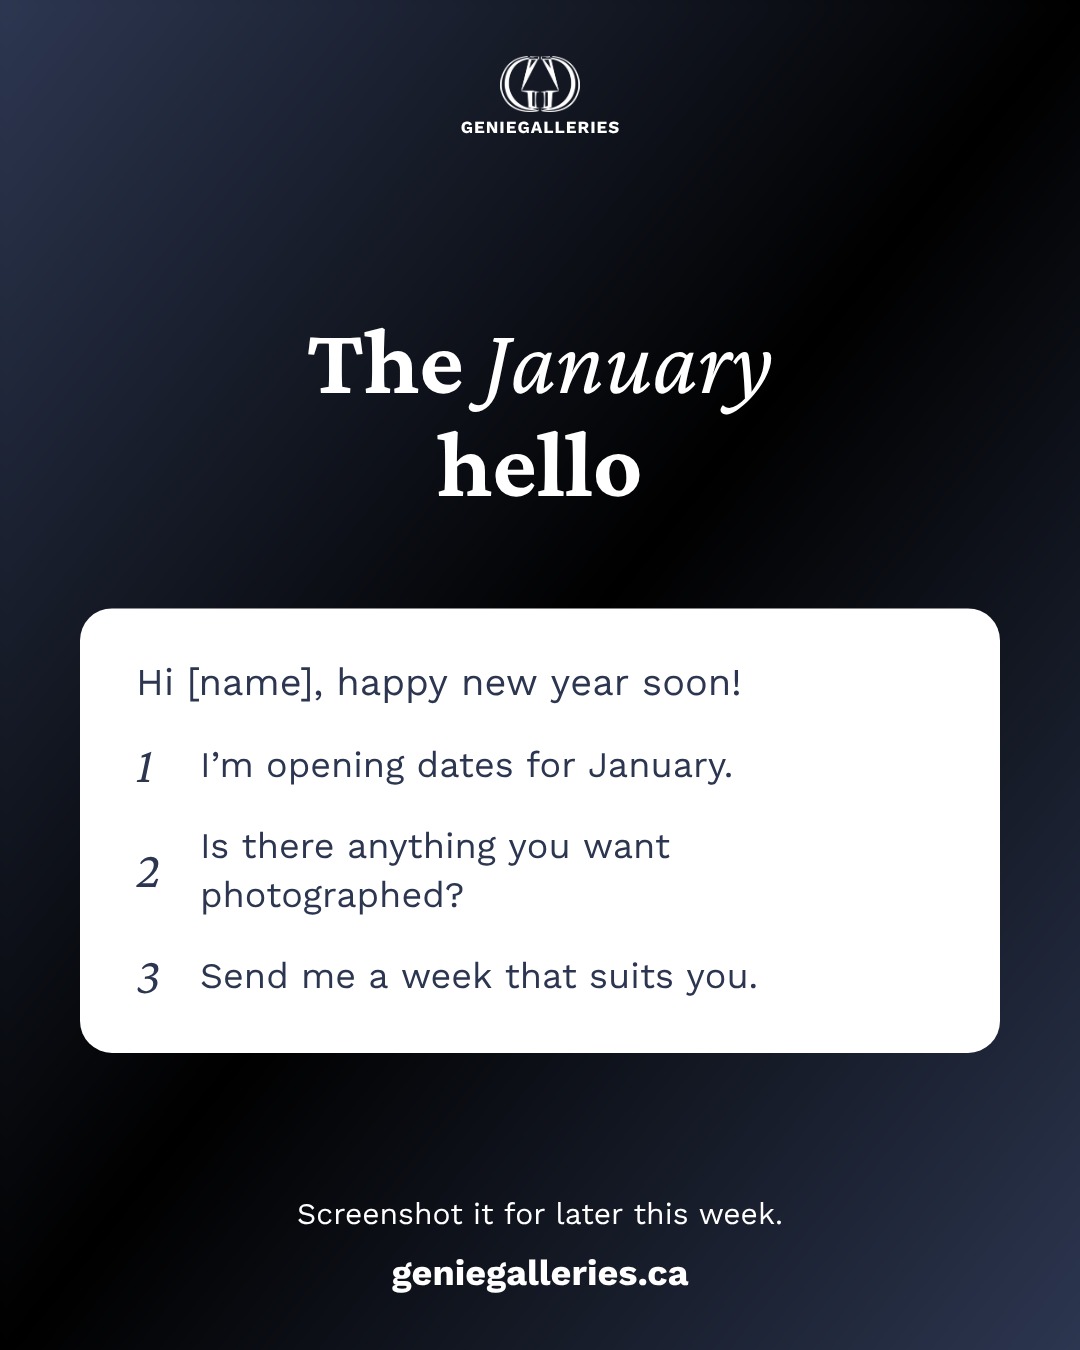 GENIEGALLERIES
The January
hello
Hi [name], happy new year soon!
1 I’m opening dates for January.
2 Is there anything you want
photographed?
3 Send me a week that suits you.
Screenshot it for later this week.
geniegalleries.ca